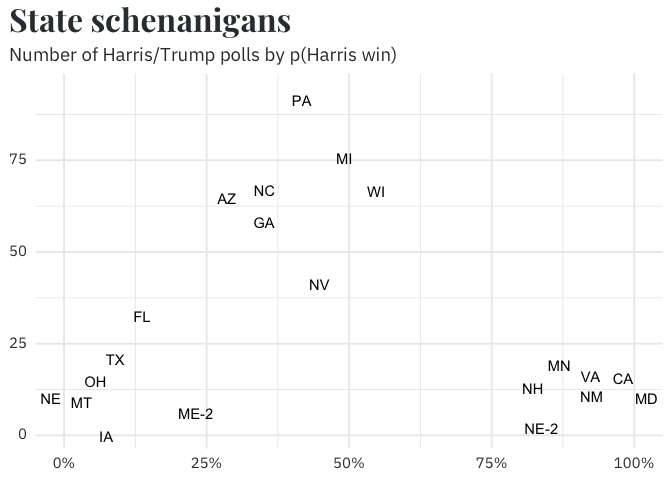 State schenanigans
Number of Harris/Trump polls by p(Harris win)
PA
75
MI
NC
WI
AZ
GA
50
NV
FL
25
TX
MN
OH
VA
CA
NH
NE
MT
NM
MD
ME-2
NE-2
0
IA
0%
25%
50%
75%
100%